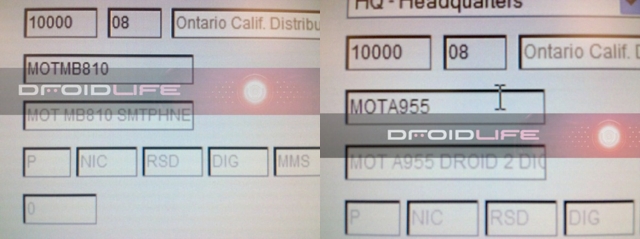 10000 08 Ontario Calif. Distribu
MOTMB810
DROIDLIFE
MOT MB810 SMTPHNE
P NIC RSD DIG MMS
0
HQ - Headquarters
10000 08 Ontario Calif. D
MOTA955
DROIDLIFE
MOT A955 DROID 2 DIG
P NIC RSD DIG